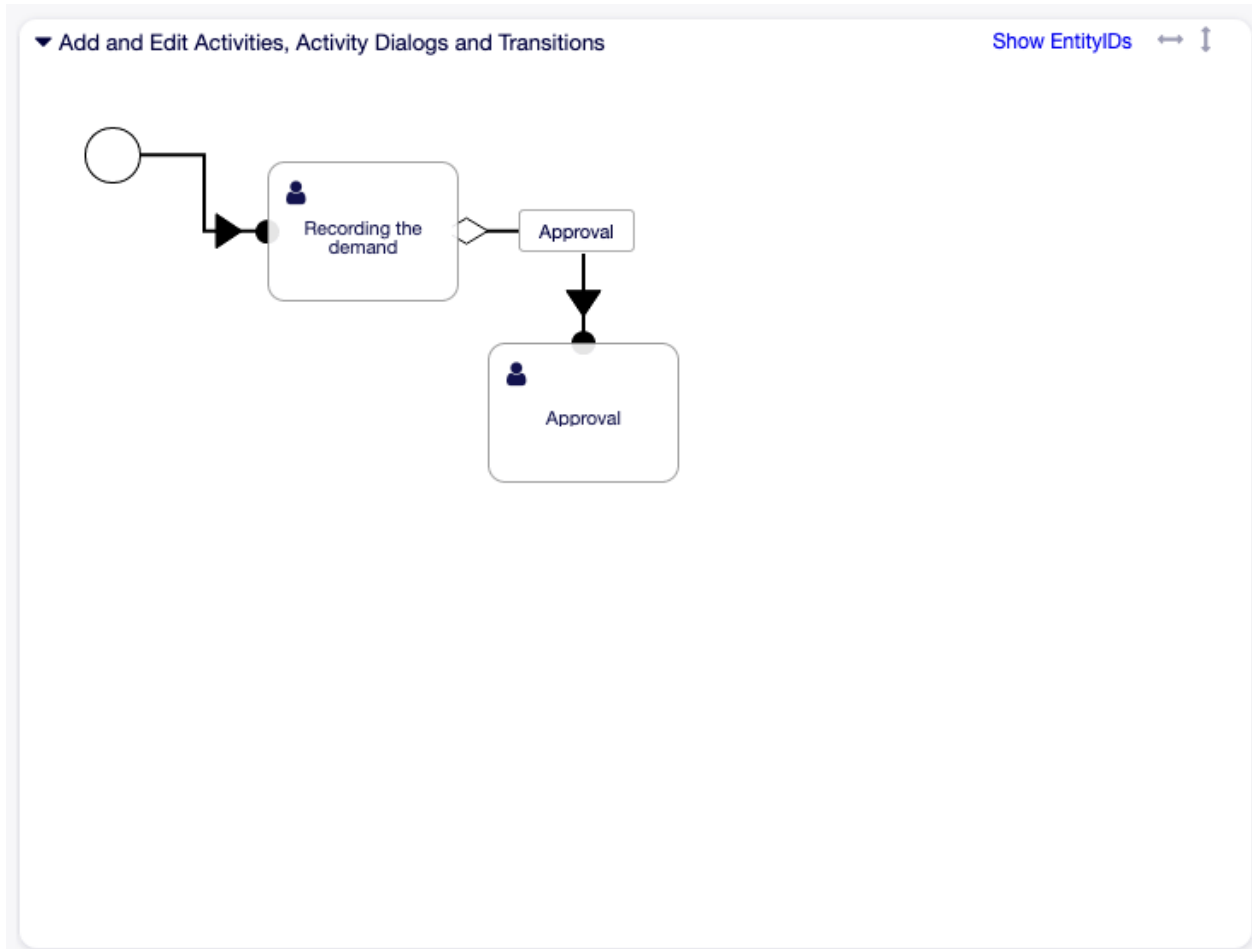 Add and Edit Activities, Activity Dialogs and Transitions
Show EntityIDs
Recording the
demand
Approval
Approval